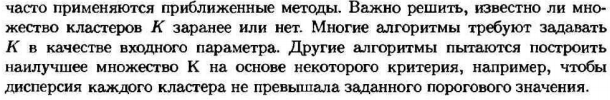 часто применяются приближенные методы. Важно решить, известно ли мно-
жество кластеров K заранее или нет. Многие алгоритмы требуют задавать
K в качестве входного параметра. Другие алгоритмы пытаются построить
наилучшее множество К на основе некоторого критерия, например, чтобы
дисперсия каждого кластера не превышала заданного порогового значения.